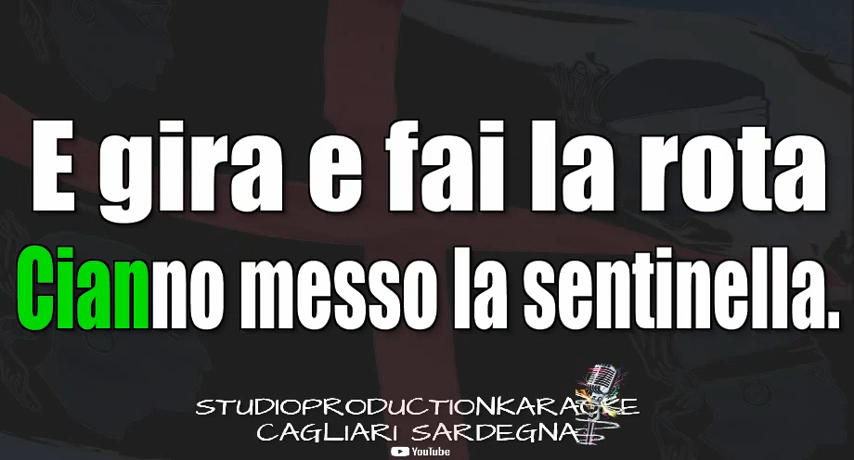 E gira e fai la rota
Cianno messo la sentinella.
STUDIOPRODUCTIONKARAOKE
CAGLIARI SARDEGNA
YouTube